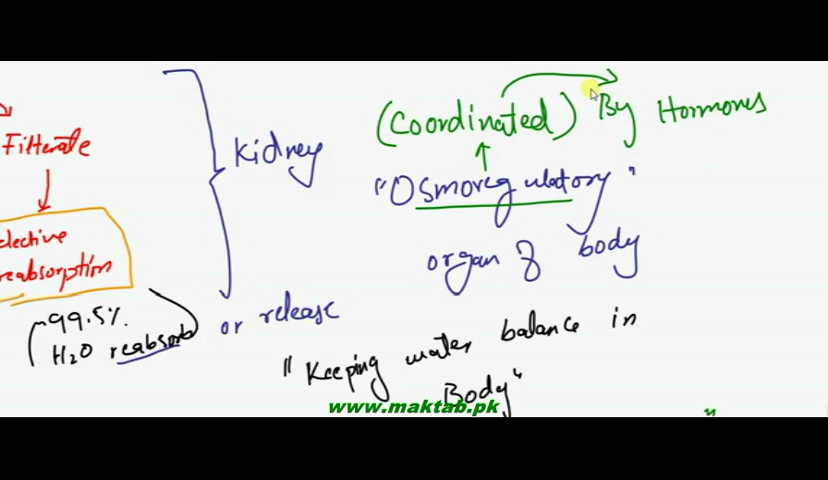 (Coordinated) By Hormones
Filterate
Kidney
"Osmoregulatory"
organ of body
elective
reabsorption
~99.5%.
H2O reabsorb
or release
"Keeping water balance in
Body"
www.maktab.pk